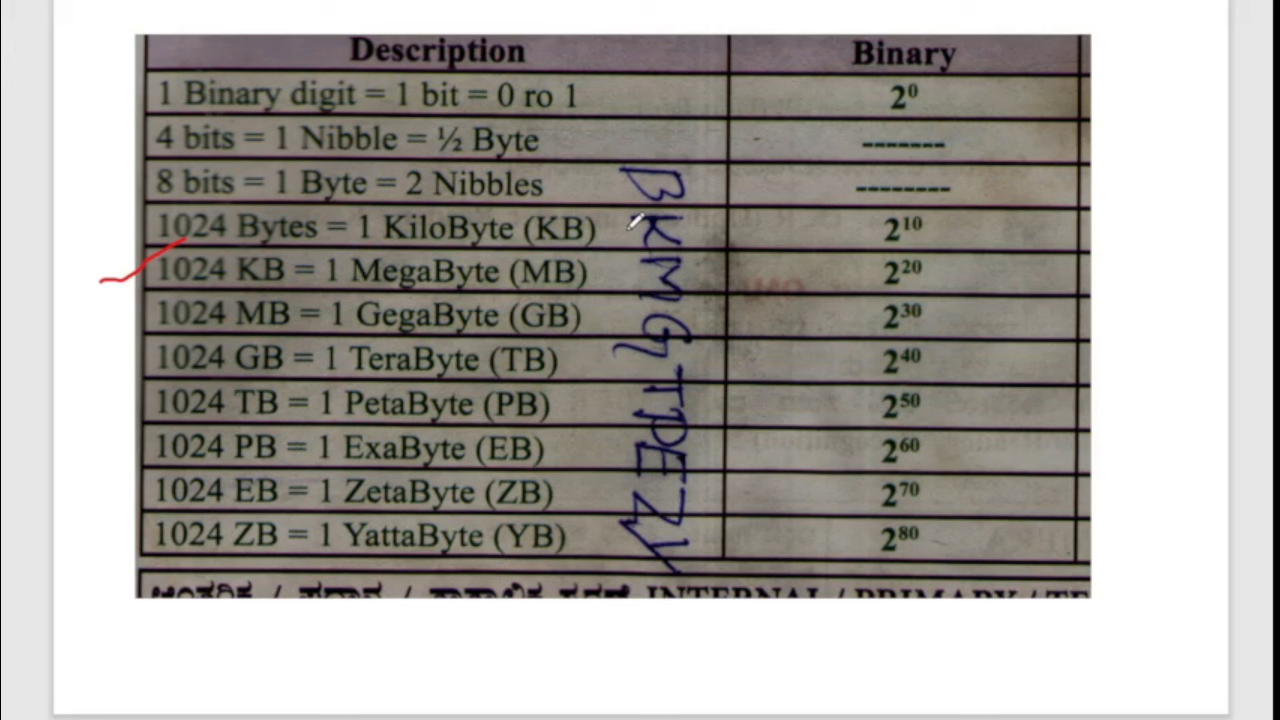 Description Binary
1 Binary digit = 1 bit = 0 ro 1 2⁰
4 bits = 1 Nibble = ½ Byte -------
8 bits = 1 Byte = 2 Nibbles --------
1024 Bytes = 1 KiloByte (KB) 2¹⁰
1024 KB = 1 MegaByte (MB) 2²⁰
1024 MB = 1 GegaByte (GB) 2³⁰
1024 GB = 1 TeraByte (TB) 2⁴⁰
1024 TB = 1 PetaByte (PB) 2⁵⁰
1024 PB = 1 ExaByte (EB) 2⁶⁰
1024 EB = 1 ZetaByte (ZB) 2⁷⁰
1024 ZB = 1 YattaByte (YB) 2⁸⁰
B K M G T P E Z Y
/ / INTERNAL / PRIMARY / TE